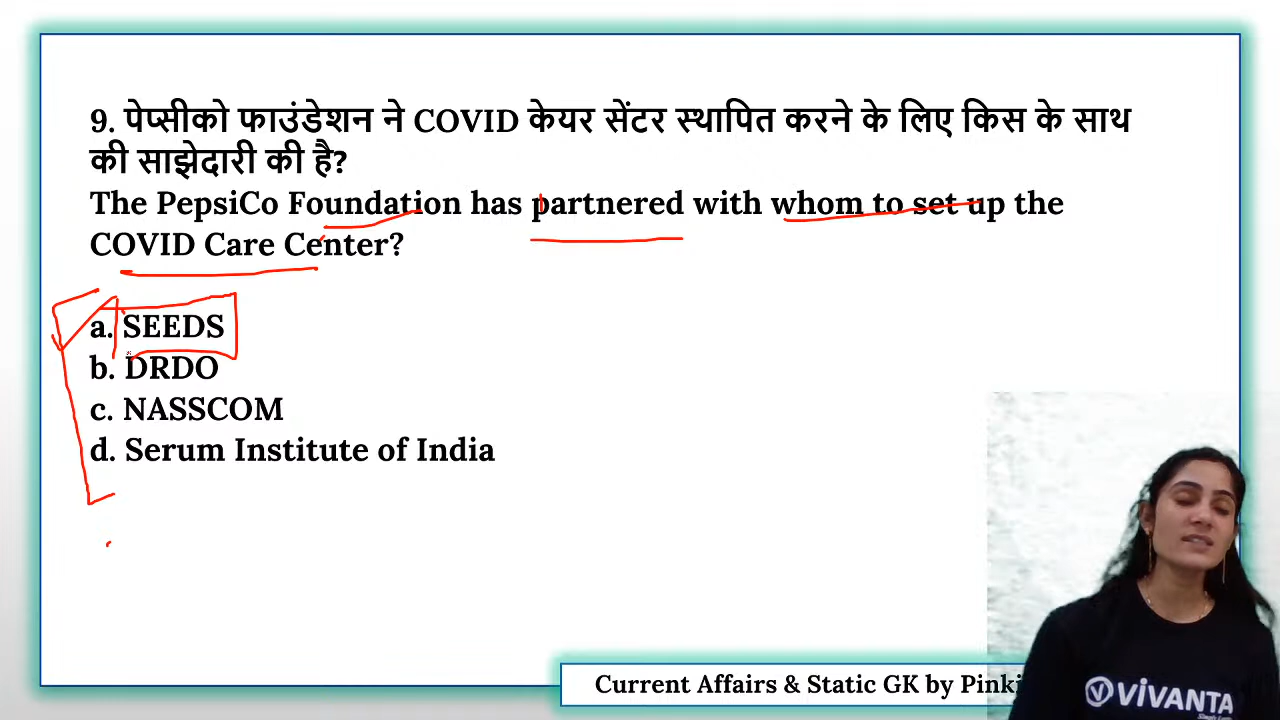 9. पेप्सीको फाउंडेशन ने COVID केयर सेंटर स्थापित करने के लिए किस के साथ
की साझेदारी की है?
The PepsiCo Foundation has partnered with whom to set up the
COVID Care Center?
a. SEEDS
b. DRDO
c. NASSCOM
d. Serum Institute of India
Current Affairs & Static GK by Pinki
VIVANTA